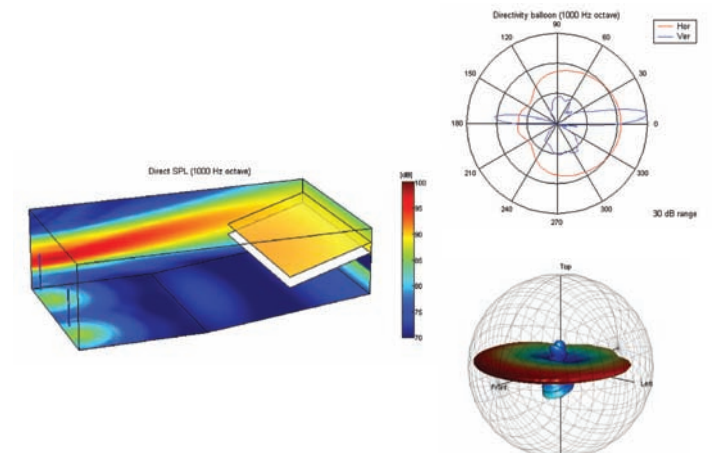 Directivity balloon (1000 Hz octave)
90
120
60
Hor
Ver
150
30
180
0
210
330
240
300
270
30 dB range
Direct SPL (1000 Hz octave)
[dB]
100
95
90
85
80
75
70
Top
Left